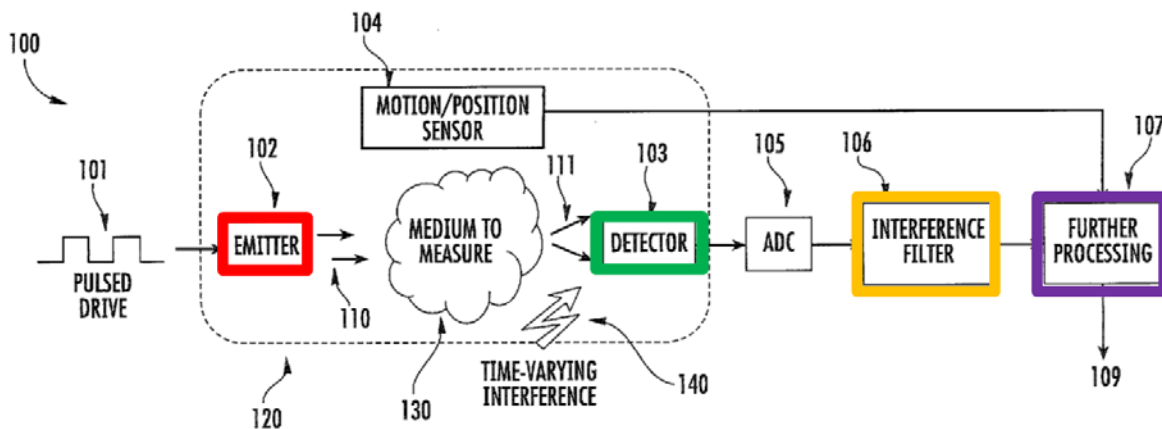 100
104
MOTION/POSITION
SENSOR
107
101
102
111
103
105
106
EMITTER
MEDIUM TO
MEASURE
DETECTOR
ADC
INTERFERENCE
FILTER
FURTHER
PROCESSING
PULSED
DRIVE
110
120
130
TIME-VARYING
INTERFERENCE
140
109